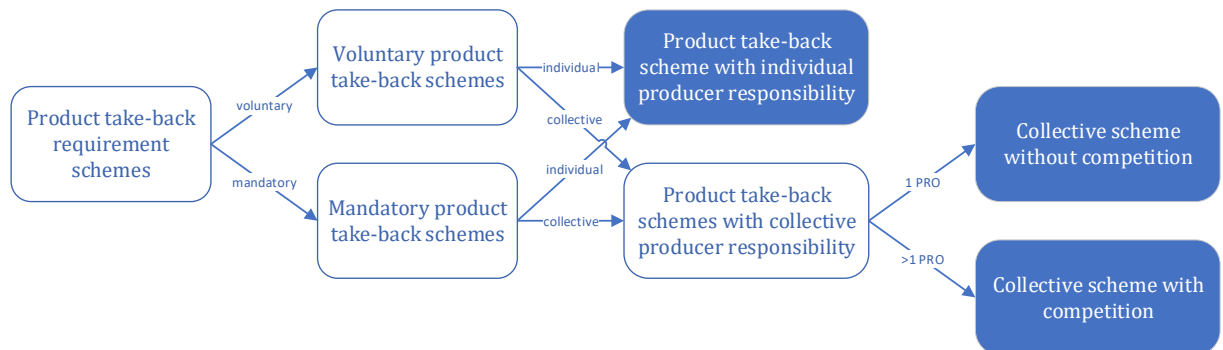 Product take-back
requirement
schemes
voluntary
mandatory
Voluntary product
take-back schemes
Mandatory product
take-back schemes
individual
collective
individual
collective
Product take-back
scheme with individual
producer responsibility
Product take-back
schemes with collective
producer responsibility
1 PRO
>1 PRO
Collective scheme
without competition
Collective scheme with
competition